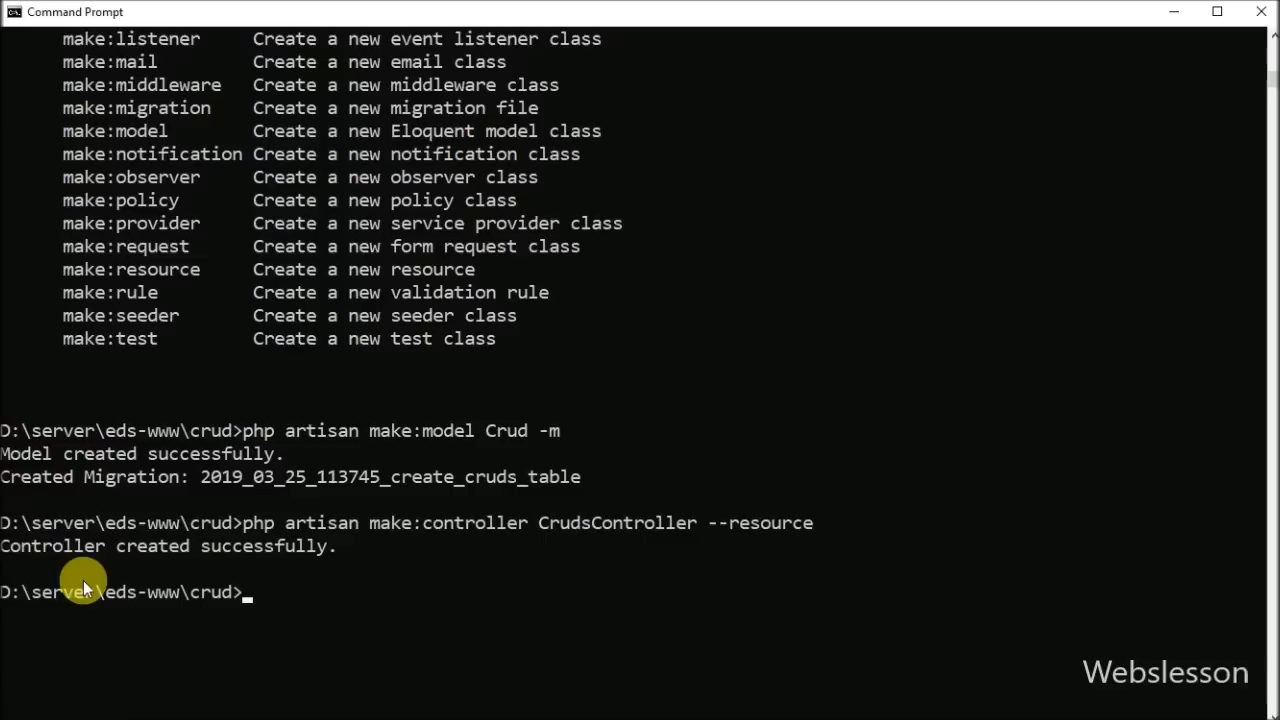 Command Prompt
make:listener Create a new event listener class
make:mail Create a new email class
make:middleware Create a new middleware class
make:migration Create a new migration file
make:model Create a new Eloquent model class
make:notification Create a new notification class
make:observer Create a new observer class
make:policy Create a new policy class
make:provider Create a new service provider class
make:request Create a new form request class
make:resource Create a new resource
make:rule Create a new validation rule
make:seeder Create a new seeder class
make:test Create a new test class
D:\server\eds-www\crud>php artisan make:model Crud -m
Model created successfully.
Created Migration: 2019_03_25_113745_create_cruds_table
D:\server\eds-www\crud>php artisan make:controller CrudsController --resource
Controller created successfully.
D:\server\eds-www\crud>
Webslesson